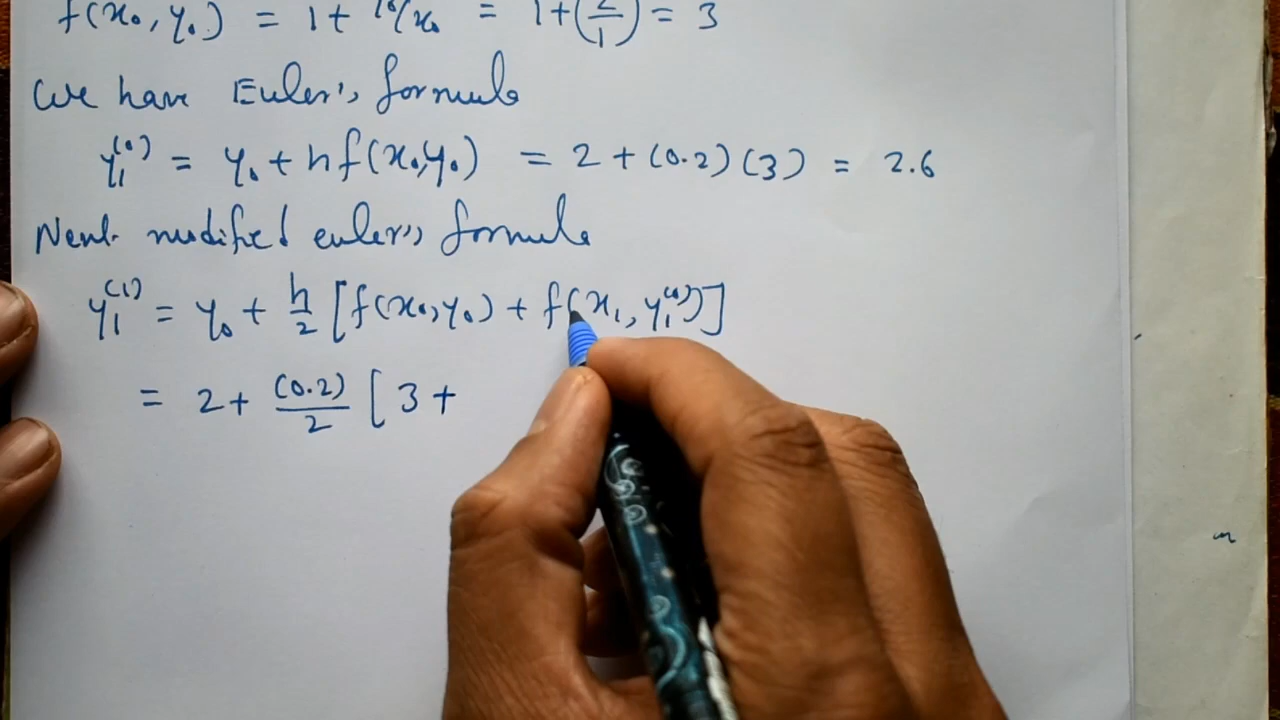 f(x₀, y₀) = 1 + y₀/x₀ = 1 + (2/1) = 3
We have Euler's formula
y₁⁽⁰⁾ = y₀ + hf(x₀, y₀) = 2 + (0.2)(3) = 2.6
Next modified euler's formula
y₁⁽¹⁾ = y₀ + h/2 [f(x₀, y₀) + f(x₁, y₁⁽⁰⁾)]
= 2 + (0.2)/2 [3 +